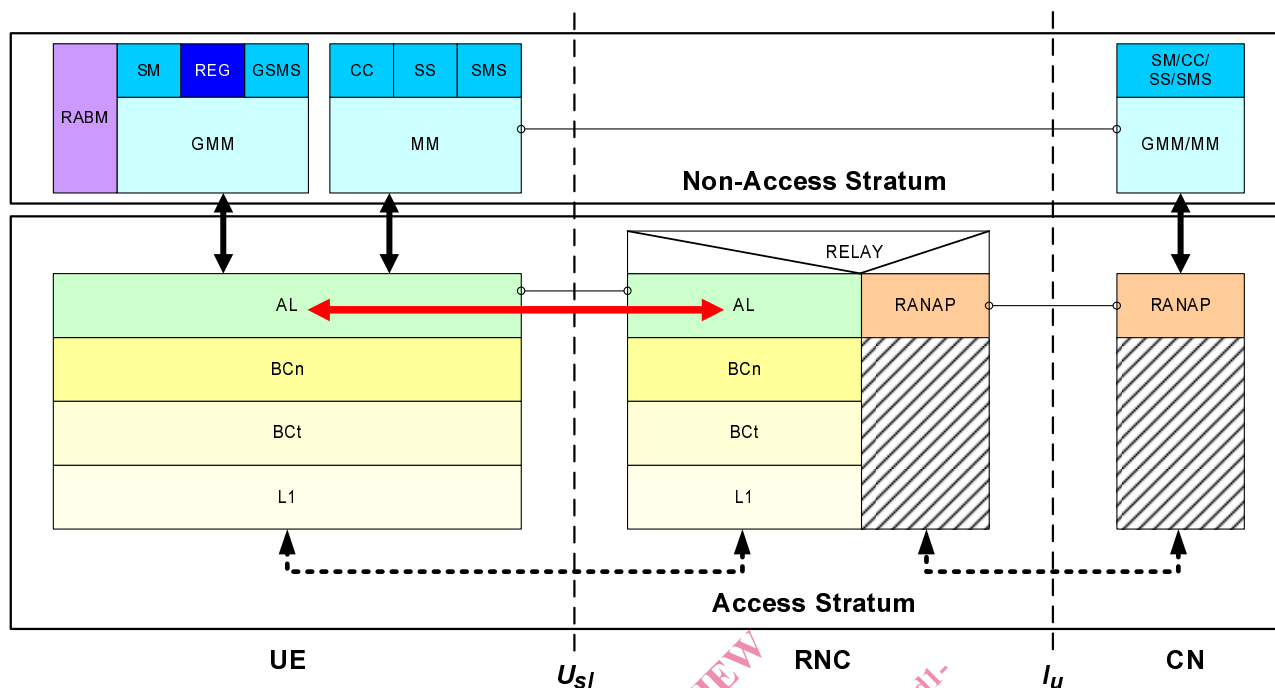 SM REG GSMS
CC SS SMS
SM/CC/
SS/SMS
RABM
GMM
MM
GMM/MM
Non-Access Stratum
RELAY
AL
AL
RANAP
RANAP
BCn
BCn
BCt
BCt
L1
L1
Access Stratum
UE
Usl
RNC
Iu
CN